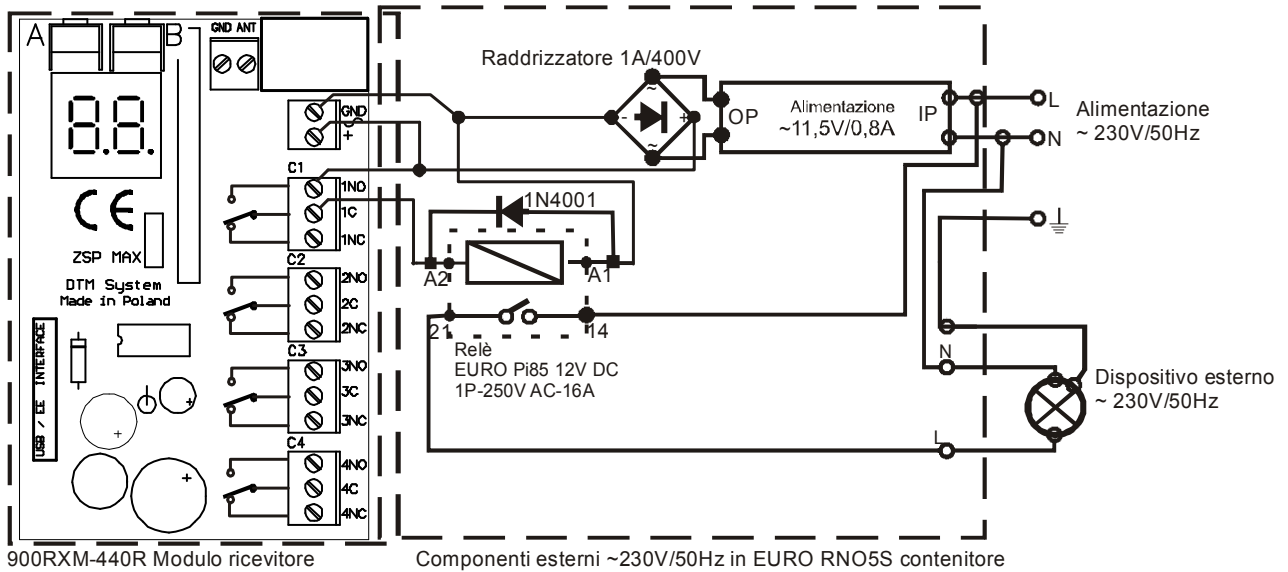 A
B
GND ANT
8.8.
GND
+
C1
1NO
1C
1NC
ZSP MAX
DTM System
Made in Poland
C2
2NO
2C
2NC
C3
3NO
3C
3NC
C4
4NO
4C
4NC
USB / EE INTERFACE
900RXM-440R Modulo ricevitore
Raddrizzatore 1A/400V
~
- +
~
OP
Alimentazione
~11,5V/0,8A
IP
L
N
Alimentazione
~ 230V/50Hz
1N4001
A2
A1
21
14
Relè
EURO Pi85 12V DC
1P-250V AC-16A
N
L
Dispositivo esterno
~ 230V/50Hz
Componenti esterni ~230V/50Hz in EURO RNO5S contenitore